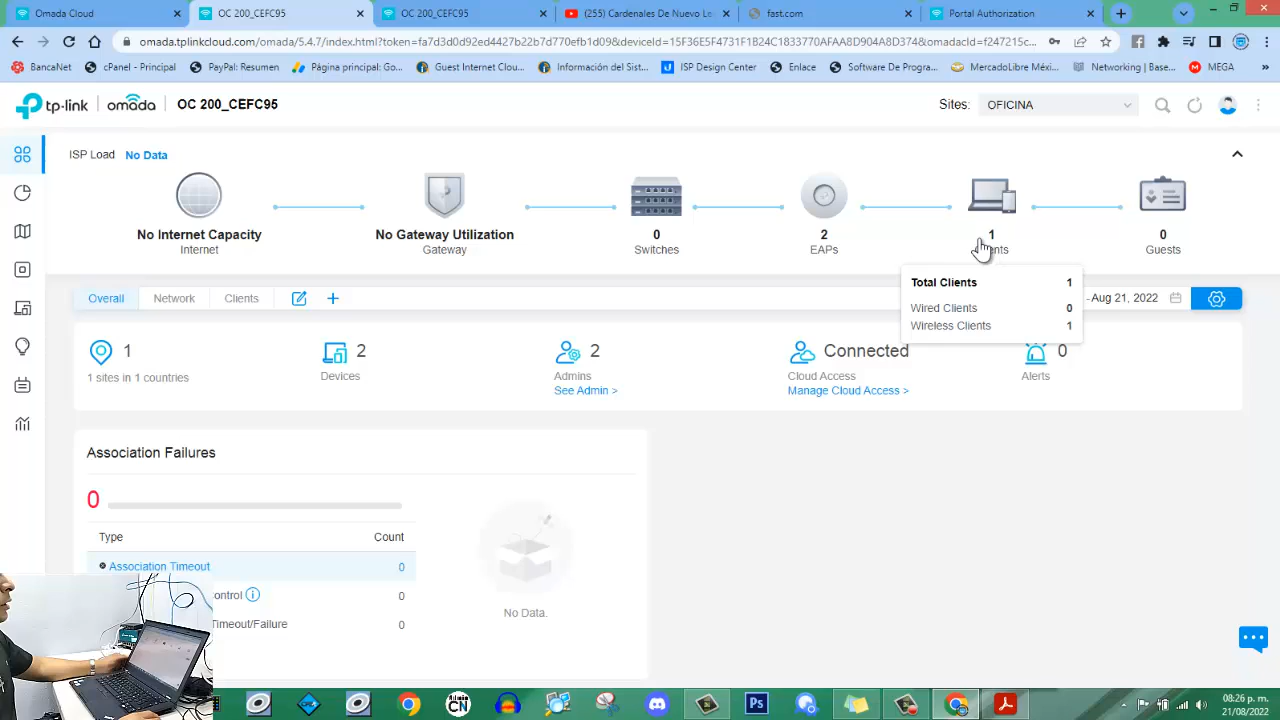 Omada Cloud
OC 200_CEFC95
OC 200_CEFC95
(255) Cardenales De Nuevo Le
fast.com
Portal Authorization
omada.tplinkcloud.com/omada/5.4.7/index.html?token=fa7d3d0d92ed4427b22b7d710efb1d09&deviceId=15F36E5F4731F1B24C1833770AFAA8D904A8D374&omadacId=f247215c...
BancaNet
cPanel - Principal
PayPal: Resumen
Página principal: Go...
Guest Internet Clou...
Información del Sist...
ISP Design Center
Enlace
Software De Progra...
MercadoLibre Méxi...
Networking | Base...
MEGA
»
tp-link
omada
OC 200_CEFC95
Sites:
OFICINA
ISP Load No Data
No Internet Capacity
Internet
No Gateway Utilization
Gateway
0
Switches
2
EAPs
1
nts
0
Guests
Total Clients 1
Wired Clients 0
Wireless Clients 1
Overall
Network
Clients
- Aug 21, 2022
1
1 sites in 1 countries
2
Devices
2
Admins
See Admin >
Connected
Cloud Access
Manage Cloud Access >
0
Alerts
Association Failures
0
Type Count
Association Timeout 0
ontrol 0
Timeout/Failure 0
No Data.
CN
Ps
08:26 p. m.
21/08/2022